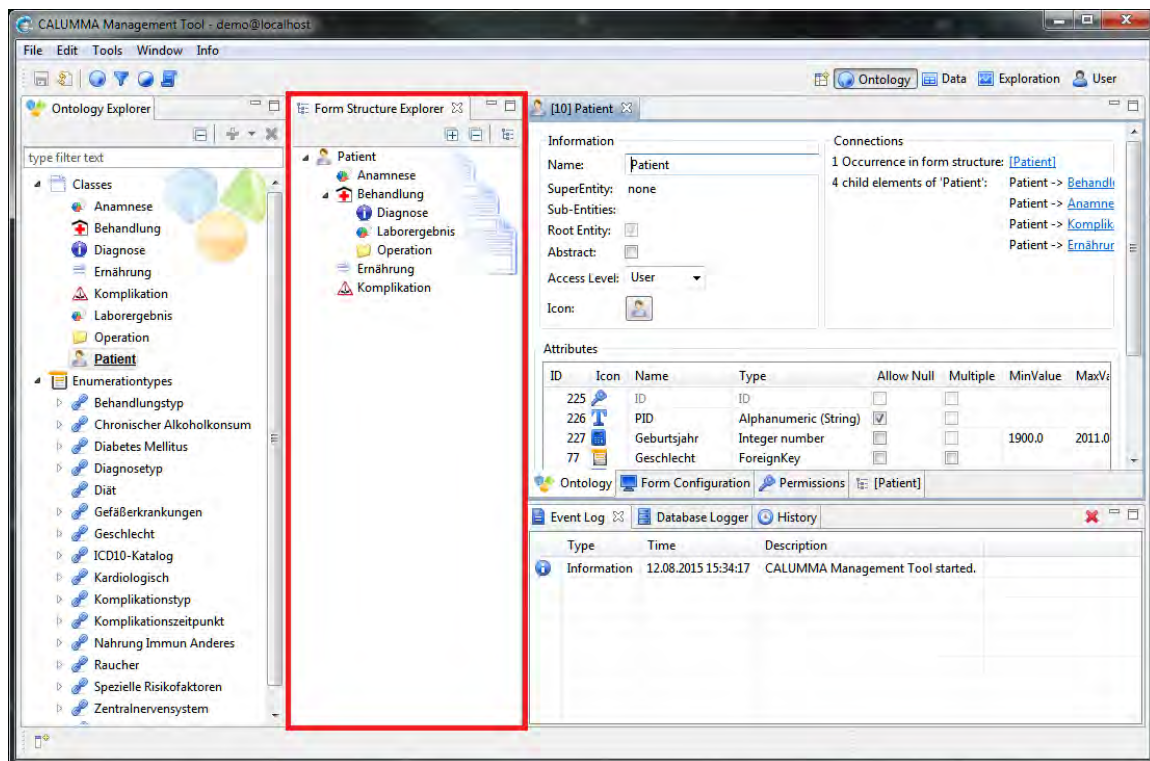 CALUMMA Management Tool - demo@localhost
File Edit Tools Window Info
Ontology Data Exploration User
Ontology Explorer
type filter text
Classes
Anamnese
Behandlung
Diagnose
Ernährung
Komplikation
Laborergebnis
Operation
Patient
Enumerationtypes
Behandlungstyp
Chronischer Alkoholkonsum
Diabetes Mellitus
Diagnosetyp
Diät
Gefäßerkrankungen
Geschlecht
ICD10-Katalog
Kardiologisch
Komplikationstyp
Komplikationszeitpunkt
Nahrung Immun Anderes
Raucher
Spezielle Risikofaktoren
Zentralnervensystem
Form Structure Explorer
Patient
Anamnese
Behandlung
Diagnose
Laborergebnis
Operation
Ernährung
Komplikation
[10] Patient
Information
Name: Patient
SuperEntity: none
Sub-Entities:
Root Entity:
Abstract:
Access Level: User
Icon:
Connections
1 Occurrence in form structure: [Patient]
4 child elements of 'Patient': Patient -> Behandl
Patient -> Anamne
Patient -> Komplik
Patient -> Ernährur
Attributes
ID Icon Name Type Allow Null Multiple MinValue MaxVa
225 ID ID
226 PID Alphanumeric (String)
227 Geburtsjahr Integer number 1900.0 2011.0
77 Geschlecht ForeignKey
Ontology Form Configuration Permissions [Patient]
Event Log Database Logger History
Type Time Description
Information 12.08.2015 15:34:17 CALUMMA Management Tool started.